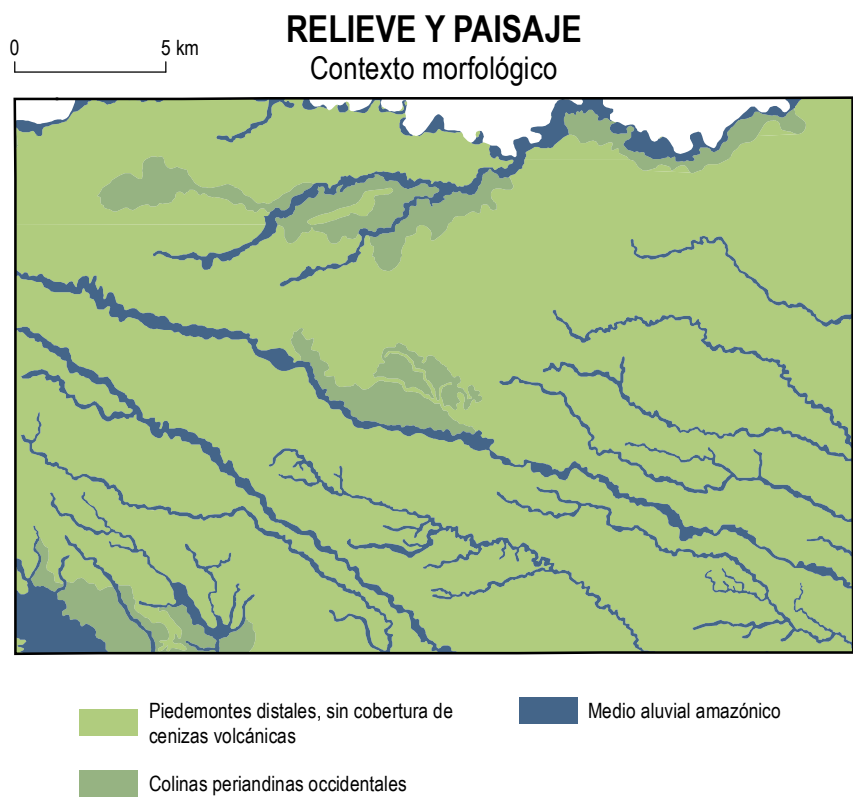 RELIEVE Y PAISAJE
Contexto morfológico
0
5 km
Piedemontes distales, sin cobertura de
cenizas volcánicas
Medio aluvial amazónico
Colinas periandinas occidentales